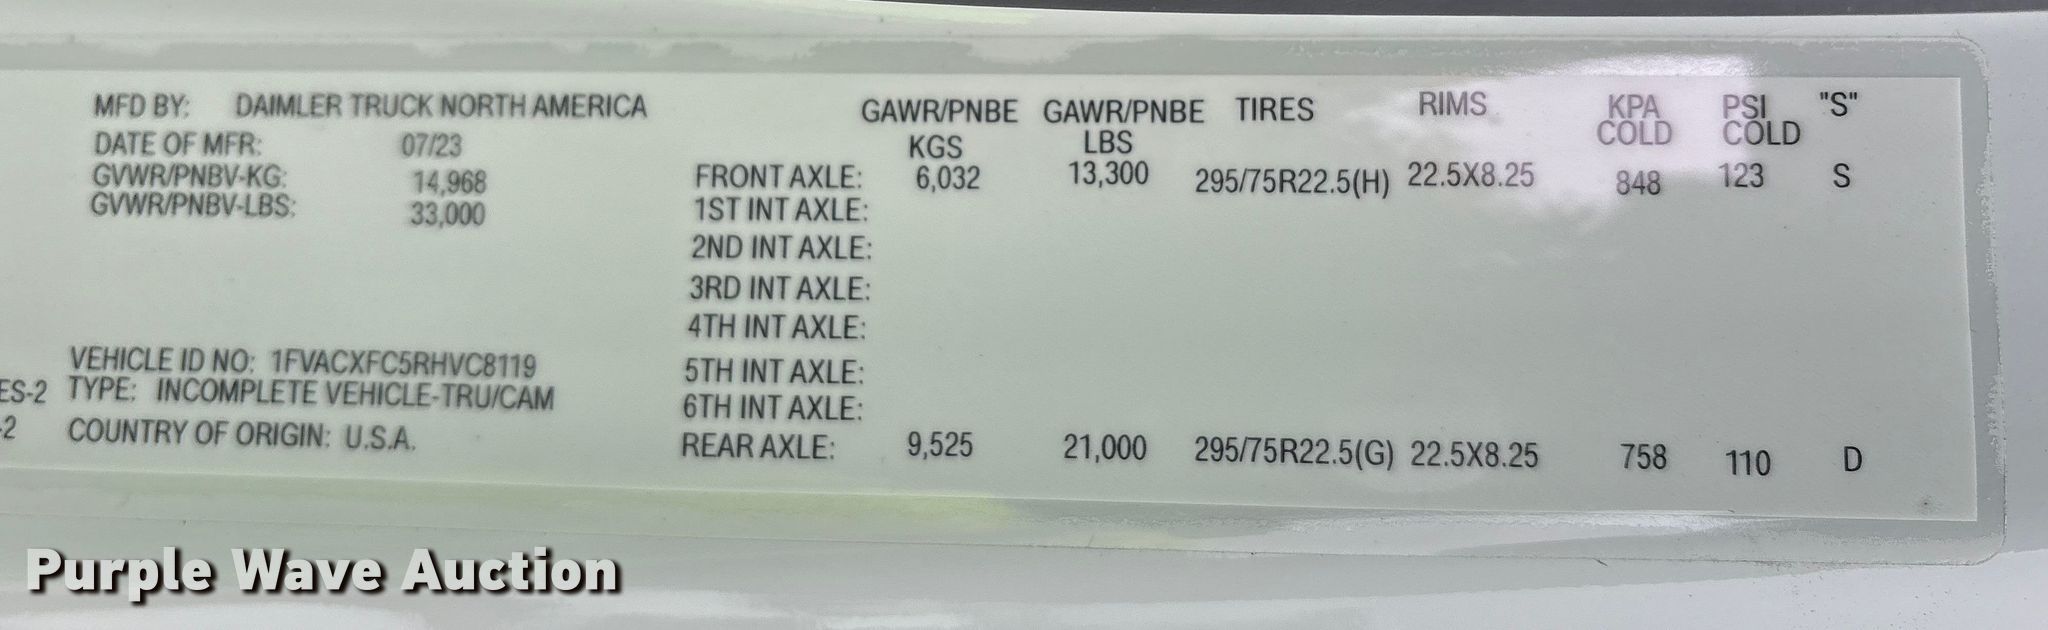 MFD BY: DAIMLER TRUCK NORTH AMERICA
DATE OF MFR: 07/23
GVWR/PNBV-KG: 14,968
GVWR/PNBV-LBS: 33,000
VEHICLE ID NO: 1FVACXFC5RHVC8119
ES-2 TYPE: INCOMPLETE VEHICLE-TRU/CAM
-2 COUNTRY OF ORIGIN: U.S.A.
GAWR/PNBE GAWR/PNBE TIRES RIMS KPA PSI "S"
KGS LBS COLD COLD
FRONT AXLE: 6,032 13,300 295/75R22.5(H) 22.5X8.25 848 123 S
1ST INT AXLE:
2ND INT AXLE:
3RD INT AXLE:
4TH INT AXLE:
5TH INT AXLE:
6TH INT AXLE:
REAR AXLE: 9,525 21,000 295/75R22.5(G) 22.5X8.25 758 110 D
Purple Wave Auction